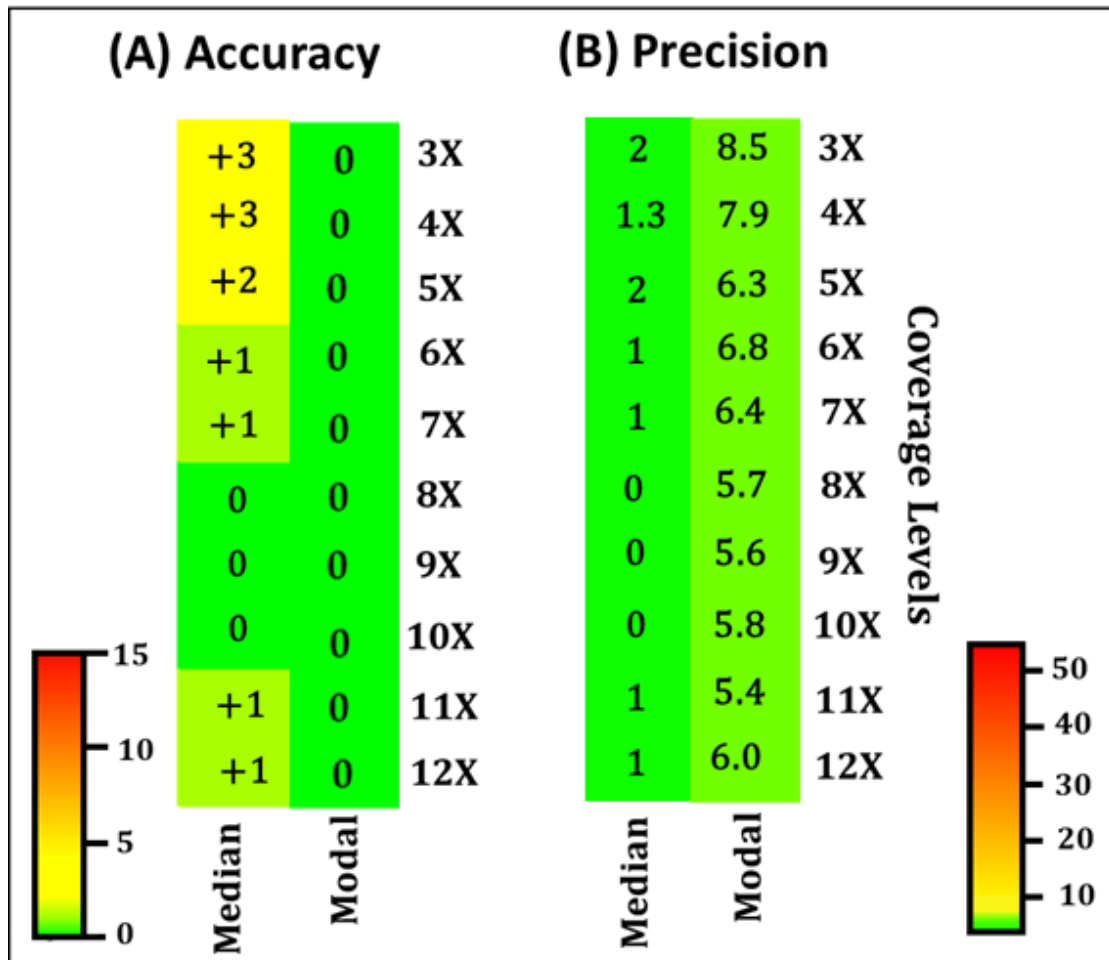 (A) Accuracy
(B) Precision
+3 0 3X
+3 0 4X
+2 0 5X
+1 0 6X
+1 0 7X
0 0 8X
0 0 9X
0 0 10X
+1 0 11X
+1 0 12X
Median
Modal
15
10
5
0
2 8.5 3X
1.3 7.9 4X
2 6.3 5X
1 6.8 6X
1 6.4 7X
0 5.7 8X
0 5.6 9X
0 5.8 10X
1 5.4 11X
1 6.0 12X
Median
Modal
Coverage Levels
50
40
30
20
10